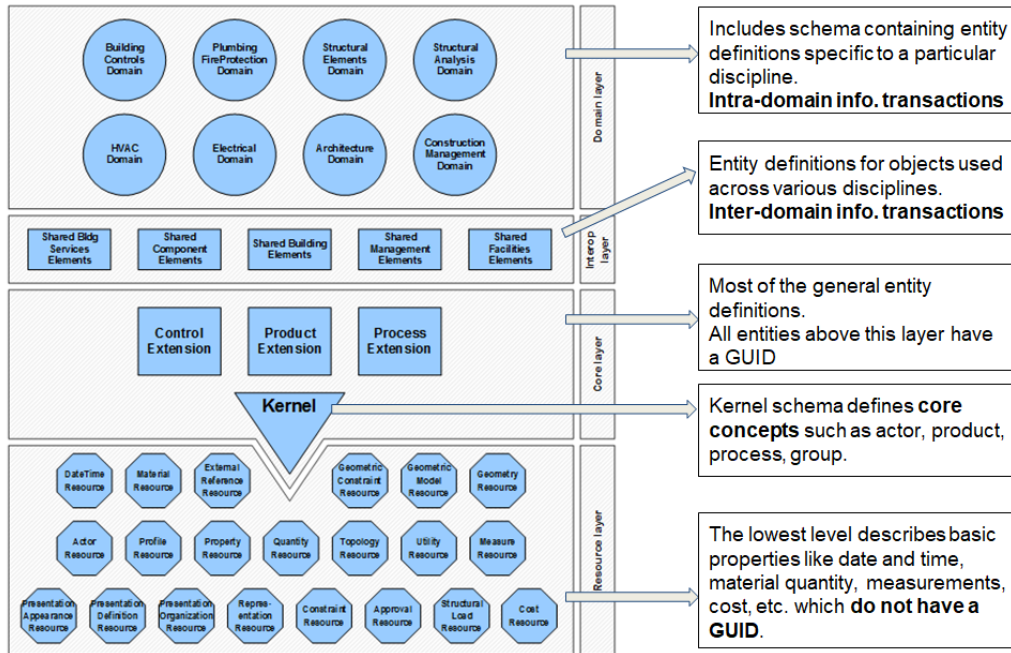 Building
Controls
Domain
Plumbing
FireProtection
Domain
Structural
Elements
Domain
Structural
Analysis
Domain
HVAC
Domain
Electrical
Domain
Architecture
Domain
Construction
Management
Domain
Domain layer
Shared Bldg
Services
Elements
Shared
Component
Elements
Shared Building
Elements
Shared
Management
Elements
Shared
Facilities
Elements
Interop
layer
Control
Extension
Product
Extension
Process
Extension
Kernel
Core layer
DateTime
Resource
Material
Resource
External
Reference
Resource
Geometric
Constraint
Resource
Geometric
Model
Resource
Geometry
Resource
Actor
Resource
Profile
Resource
Property
Resource
Quantity
Resource
Topology
Resource
Utility
Resource
Measure
Resource
Presentation
Appearance
Resource
Presentation
Definition
Resource
Presentation
Organization
Resource
Repre-
sentation
Resource
Constraint
Resource
Approval
Resource
Structural
Load
Resource
Cost
Resource
Resource layer
Includes schema containing entity
definitions specific to a particular
discipline.
Intra-domain info. transactions
Entity definitions for objects used
across various disciplines.
Inter-domain info. transactions
Most of the general entity
definitions.
All entities above this layer have
a GUID
Kernel schema defines core
concepts such as actor, product,
process, group.
The lowest level describes basic
properties like date and time,
material quantity, measurements,
cost, etc. which do not have a
GUID.